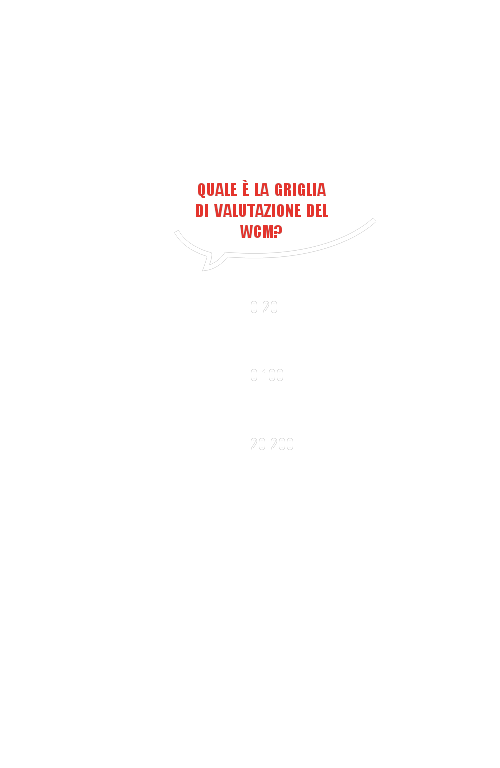 QUALE È LA GRIGLIA
DI VALUTAZIONE DEL
WCM?
0-20
0-100
20-200